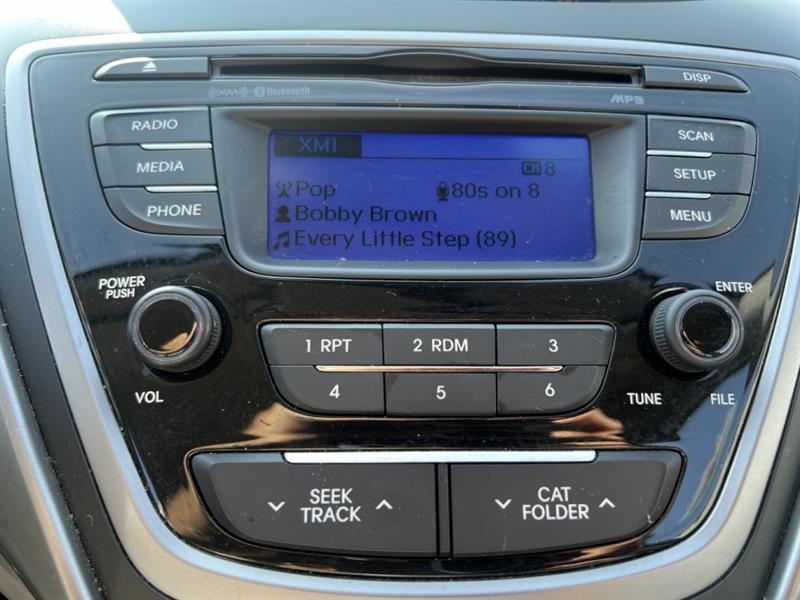 DISP
((XM)) Bluetooth
MP3
RADIO
MEDIA
PHONE
XM1
CH 8
Pop 80s on 8
Bobby Brown
Every Little Step (89)
SCAN
SETUP
MENU
POWER
PUSH
VOL
ENTER
TUNE FILE
1 RPT 2 RDM 3
4 5 6
SEEK
TRACK
CAT
FOLDER